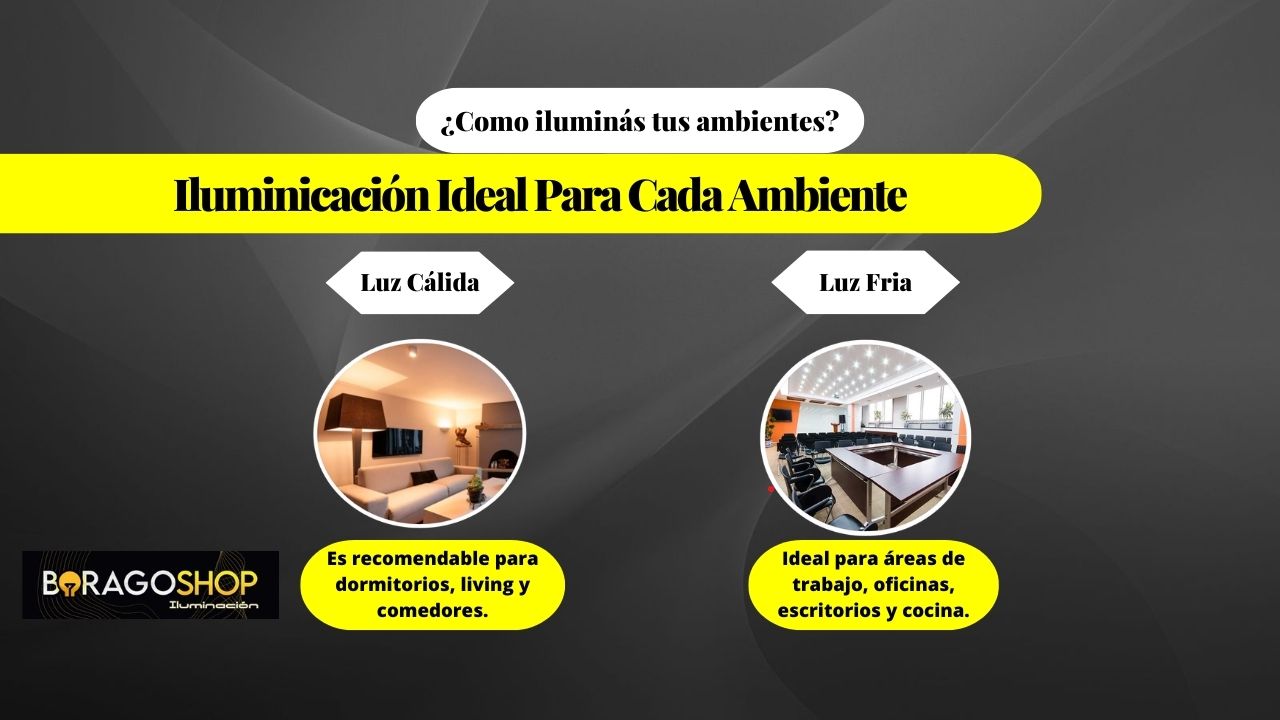 ¿Como iluminás tus ambientes?
Iluminicación Ideal Para Cada Ambiente
Luz Cálida
Luz Fria
Es recomendable para
dormitorios, living y
comedores.
Ideal para áreas de
trabajo, oficinas,
escritorios y cocina.
BORAGOSHOP
Iluminación